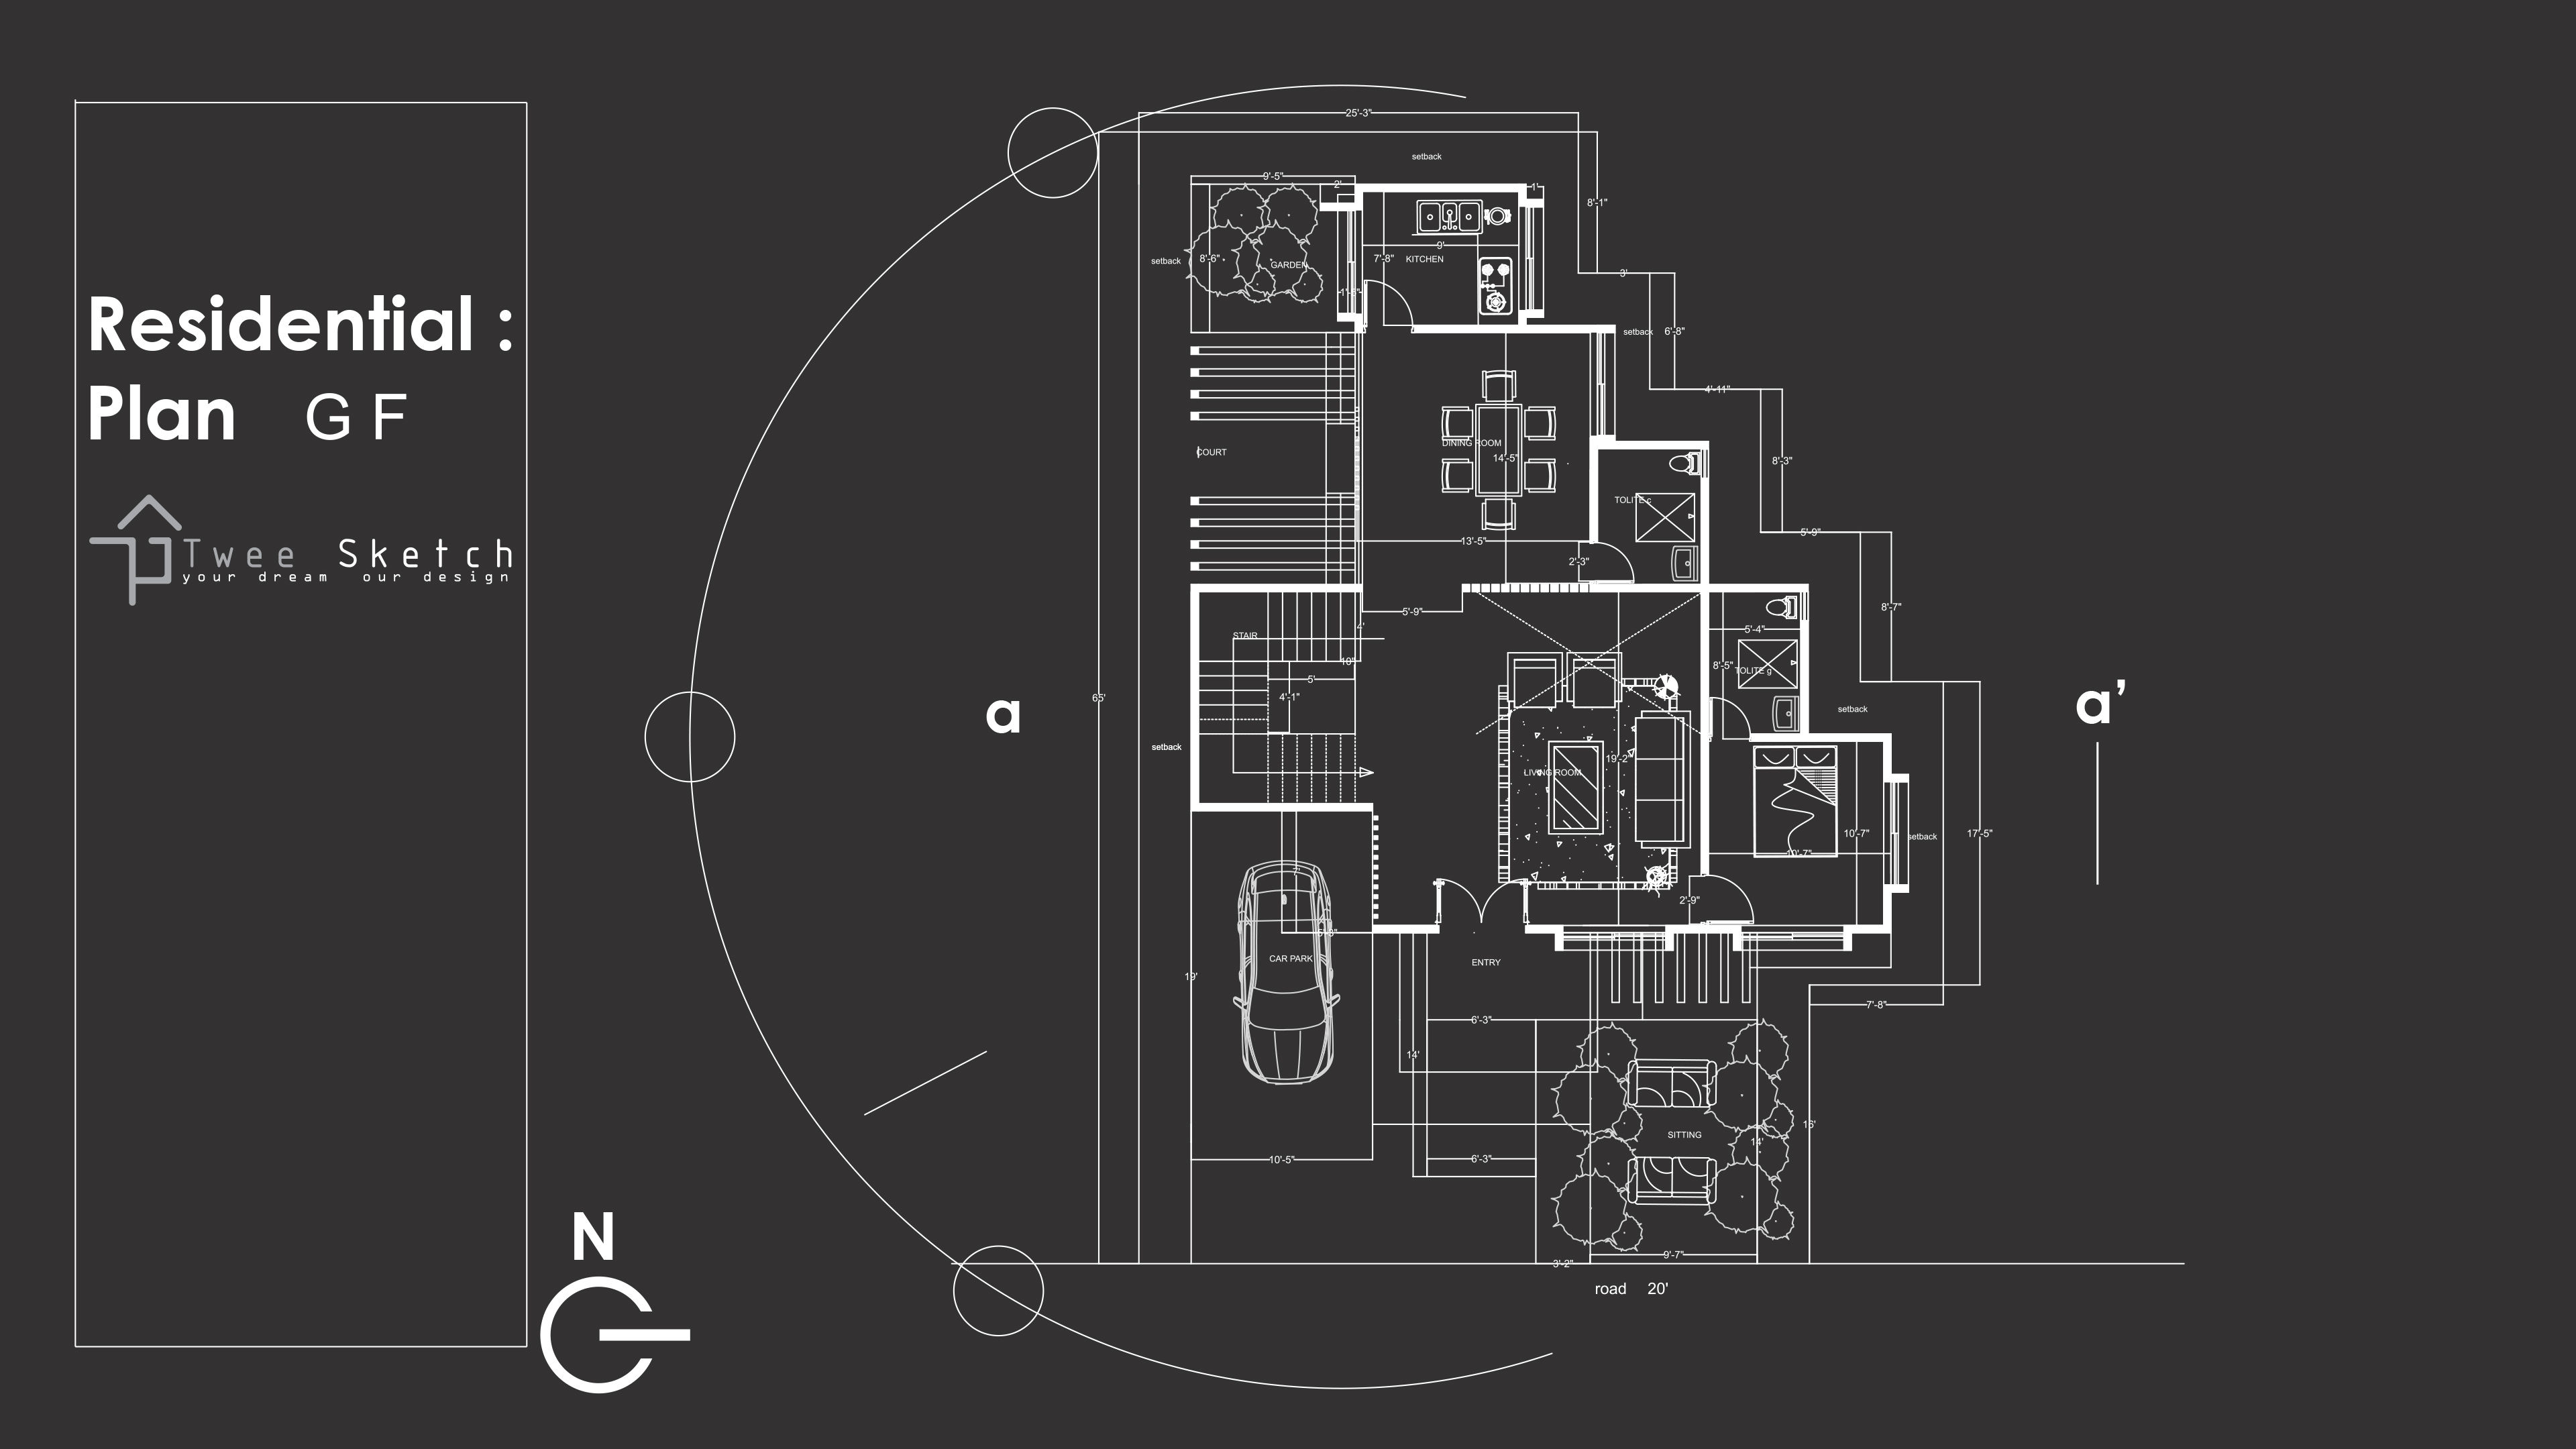 Residential :
Plan G F
Twee Sketch
your dream our design
N
a
a’
25'-3"
setback
9'-5"
2'
1'
8'-1"
9'
setback
8'-6"
GARDEN
7'-8"
KITCHEN
3'
setback
6'-8"
4'-11"
DINING ROOM
COURT
14'-5"
8'-3"
TOLITE c
5'-9"
13'-5"
2'-3"
5'-9"
8'-7"
4'
5'-4"
STAIR
10"
8'-5"
TOLITE g
5'
65'
4'-1"
setback
setback
19'-2"
LIVING ROOM
10'-7"
setback
17'-5"
10'-7"
7'
2'-9"
CAR PARK
ENTRY
19'
7'-8"
6'-3"
14'
16'
SITTING
14'
10'-5"
6'-3"
9'-7"
3'-2"
road 20'